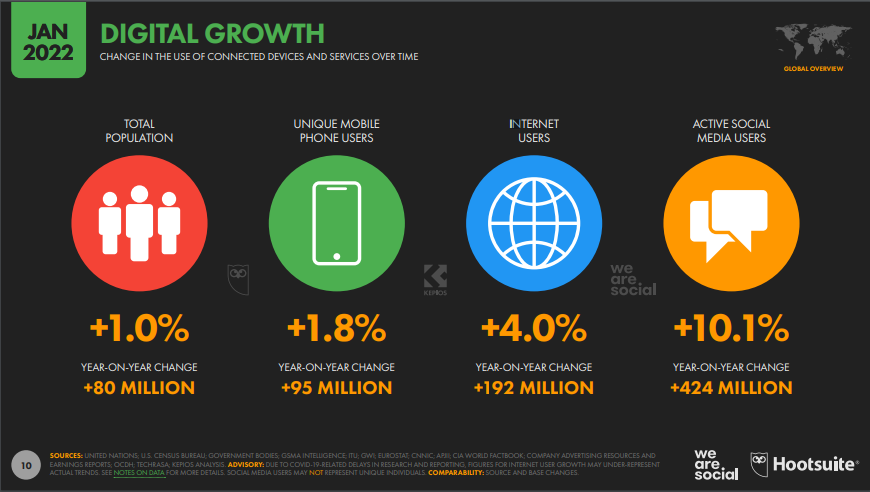 JAN
2022
DIGITAL GROWTH
CHANGE IN THE USE OF CONNECTED DEVICES AND SERVICES OVER TIME
GLOBAL OVERVIEW
TOTAL
POPULATION
UNIQUE MOBILE
PHONE USERS
INTERNET
USERS
ACTIVE SOCIAL
MEDIA USERS
KEPIOS
we
are
social
+1.0%
+1.8%
+4.0%
+10.1%
YEAR-ON-YEAR CHANGE
YEAR-ON-YEAR CHANGE
YEAR-ON-YEAR CHANGE
YEAR-ON-YEAR CHANGE
+80 MILLION
+95 MILLION
+192 MILLION
+424 MILLION
10
SOURCES: UNITED NATIONS; U.S. CENSUS BUREAU; GOVERNMENT BODIES; GSMA INTELLIGENCE; ITU; GWI; EUROSTAT; CNNIC; APJII; CIA WORLD FACTBOOK; COMPANY ADVERTISING RESOURCES AND
EARNINGS REPORTS; OCDH; TECHRASA; KEPIOS ANALYSIS. ADVISORY: DUE TO COVID-19-RELATED DELAYS IN RESEARCH AND REPORTING, FIGURES FOR INTERNET USER GROWTH MAY UNDER-REPRESENT
ACTUAL TRENDS. SEE NOTES ON DATA FOR MORE DETAILS. SOCIAL MEDIA USERS MAY NOT REPRESENT UNIQUE INDIVIDUALS. COMPARABILITY: SOURCE AND BASE CHANGES.
we
are
social
Hootsuite®